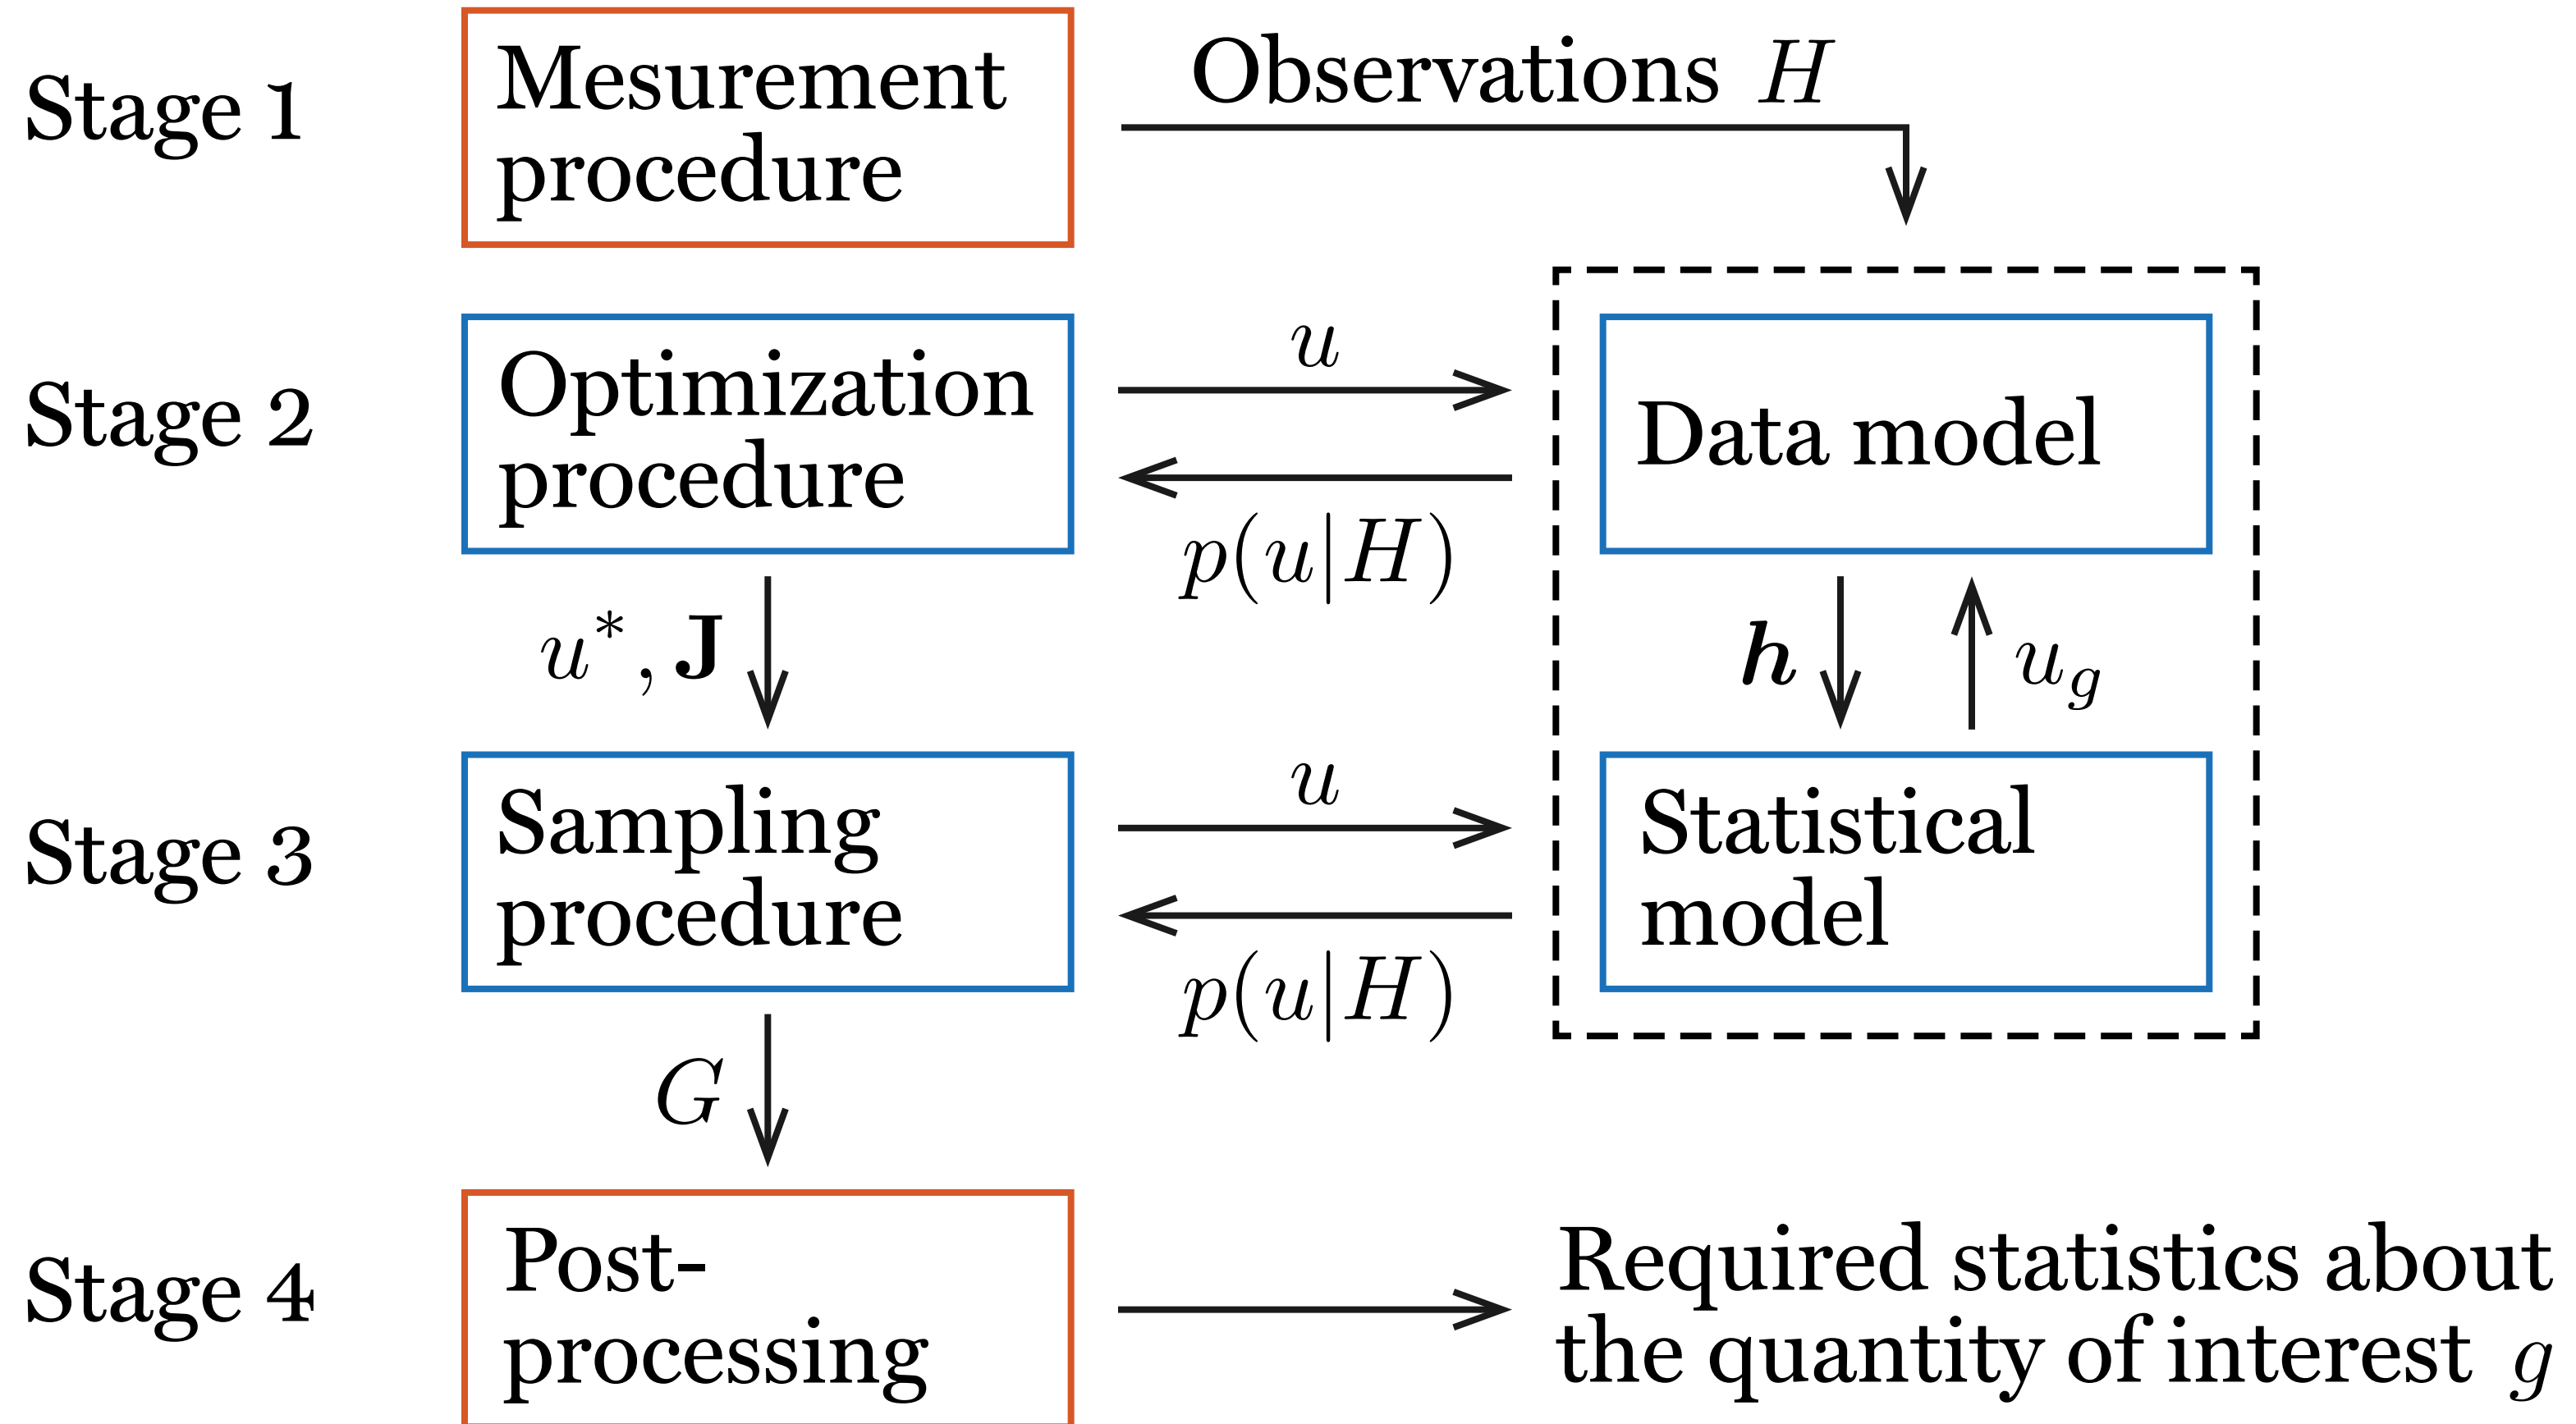 Stage 1
Mesurement
procedure
Observations H
Stage 2
Optimization
procedure
u
p(u|H)
Data model
u*, J
h
u_g
Stage 3
Sampling
procedure
u
p(u|H)
Statistical
model
G
Stage 4
Post-
processing
Required statistics about
the quantity of interest g